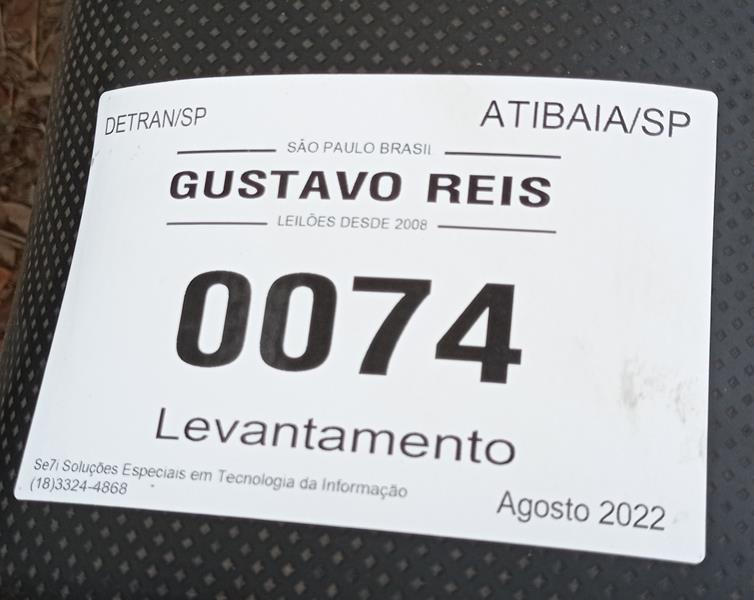 DETRAN/SP
ATIBAIA/SP
SÃO PAULO BRASIL
GUSTAVO REIS
LEILÕES DESDE 2008
0074
Levantamento
Se7i Soluções Especiais em Tecnologia da Informação
(18)3324-4868
Agosto 2022